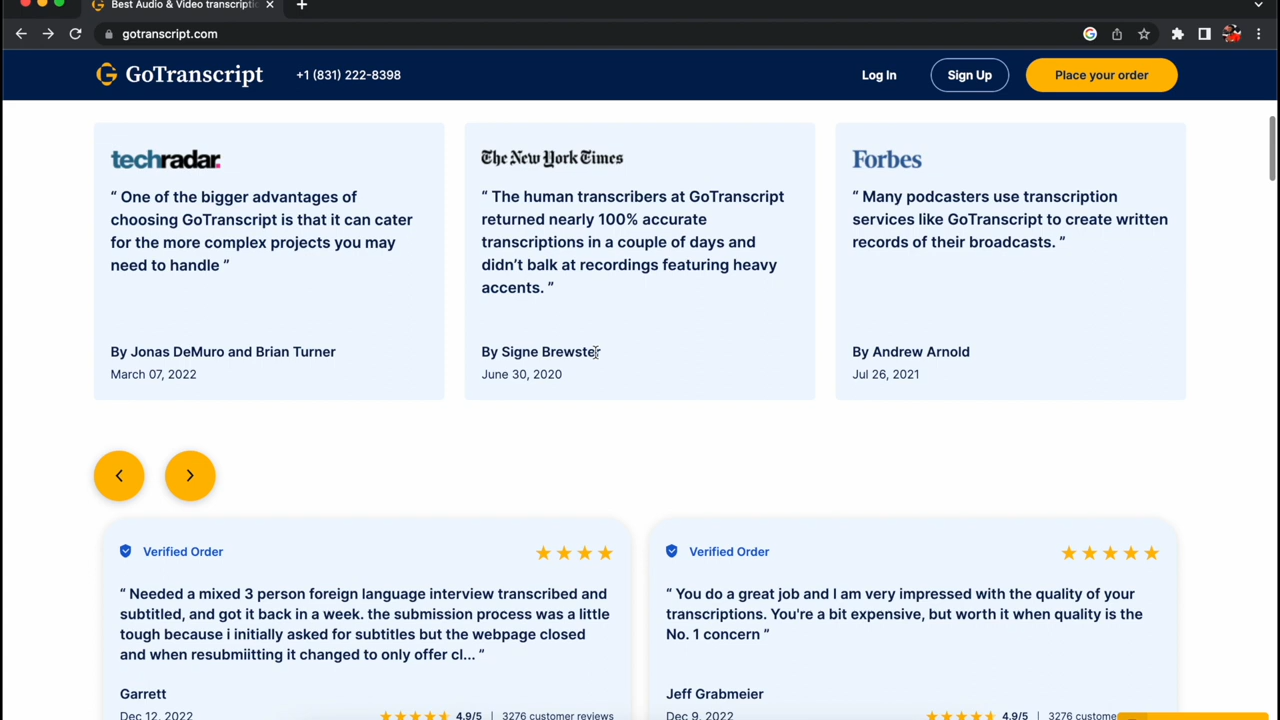 Best Audio & Video transcripti
gotranscript.com
GoTranscript
+1 (831) 222-8398
Log In
Sign Up
Place your order
techradar.
“ One of the bigger advantages of
choosing GoTranscript is that it can cater
for the more complex projects you may
need to handle ”
By Jonas DeMuro and Brian Turner
March 07, 2022
The New York Times
“ The human transcribers at GoTranscript
returned nearly 100% accurate
transcriptions in a couple of days and
didn’t balk at recordings featuring heavy
accents. ”
By Signe Brewster
June 30, 2020
Forbes
“ Many podcasters use transcription
services like GoTranscript to create written
records of their broadcasts. ”
By Andrew Arnold
Jul 26, 2021
Verified Order
“ Needed a mixed 3 person foreign language interview transcribed and
subtitled, and got it back in a week. the submission process was a little
tough because i initially asked for subtitles but the webpage closed
and when resubmiitting it changed to only offer cl... ”
Garrett
Dec 12, 2022
4.9/5 | 3276 customer reviews
Verified Order
“ You do a great job and I am very impressed with the quality of your
transcriptions. You're a bit expensive, but worth it when quality is the
No. 1 concern ”
Jeff Grabmeier
Dec 9, 2022
4.9/5 | 3276 custome